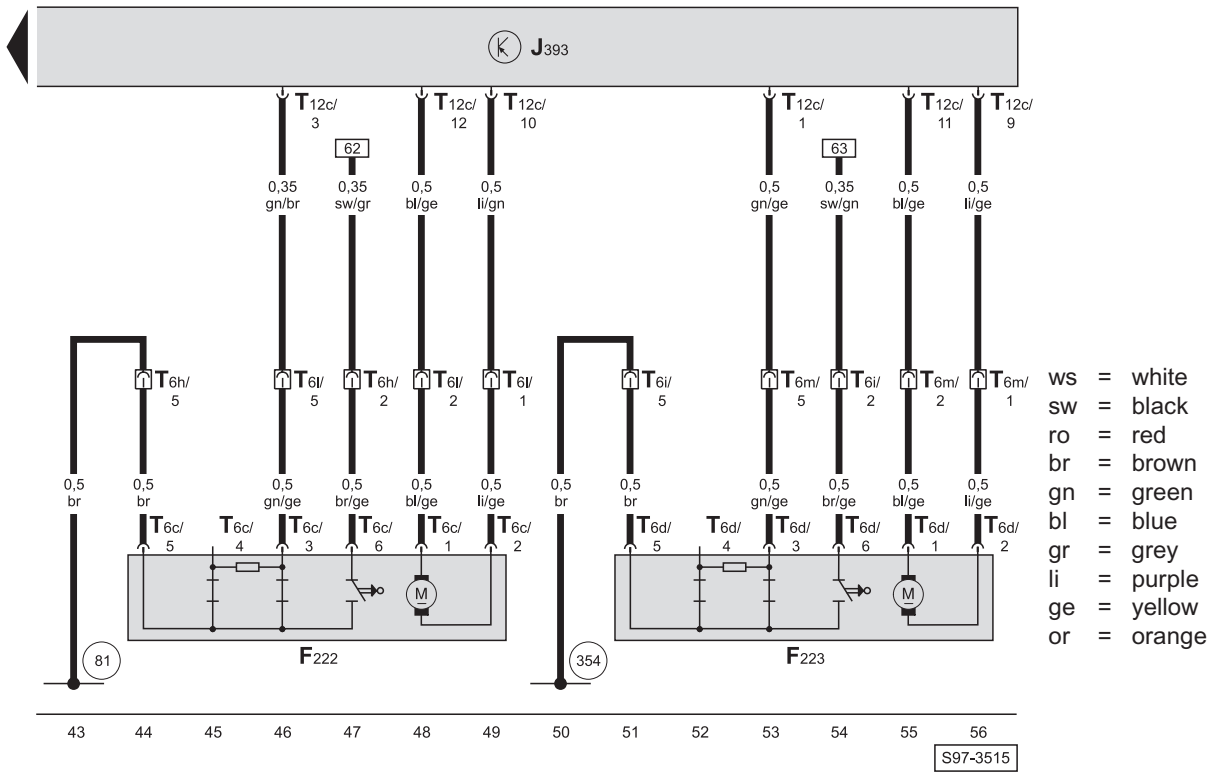 J393
T12c/ T12c/ T12c/ T12c/ T12c/ T12c/
3 12 10 1 11 9
62 63
0,35 0,35 0,5 0,5 0,5 0,35 0,5 0,5
gn/br sw/gr bl/ge li/gn gn/ge sw/gn bl/ge li/ge
T6h/ T6l/ T6h/ T6l/ T6l/ T6i/ T6m/ T6i/ T6m/ T6m/
5 5 2 2 1 5 5 2 2 1
ws = white
sw = black
ro = red
br = brown
gn = green
bl = blue
gr = grey
li = purple
ge = yellow
or = orange
0,5 0,5 0,5 0,5 0,5 0,5 0,5 0,5 0,5 0,5 0,5 0,5
br br gn/ge br/ge bl/ge li/ge br br gn/ge br/ge bl/ge li/ge
T6c/ T6c/ T6c/ T6c/ T6c/ T6c/ T6d/ T6d/ T6d/ T6d/ T6d/ T6d/
5 4 3 6 1 2 5 4 3 6 1 2
M M
81 F222 354 F223
43 44 45 46 47 48 49 50 51 52 53 54 55 56
S97-3515